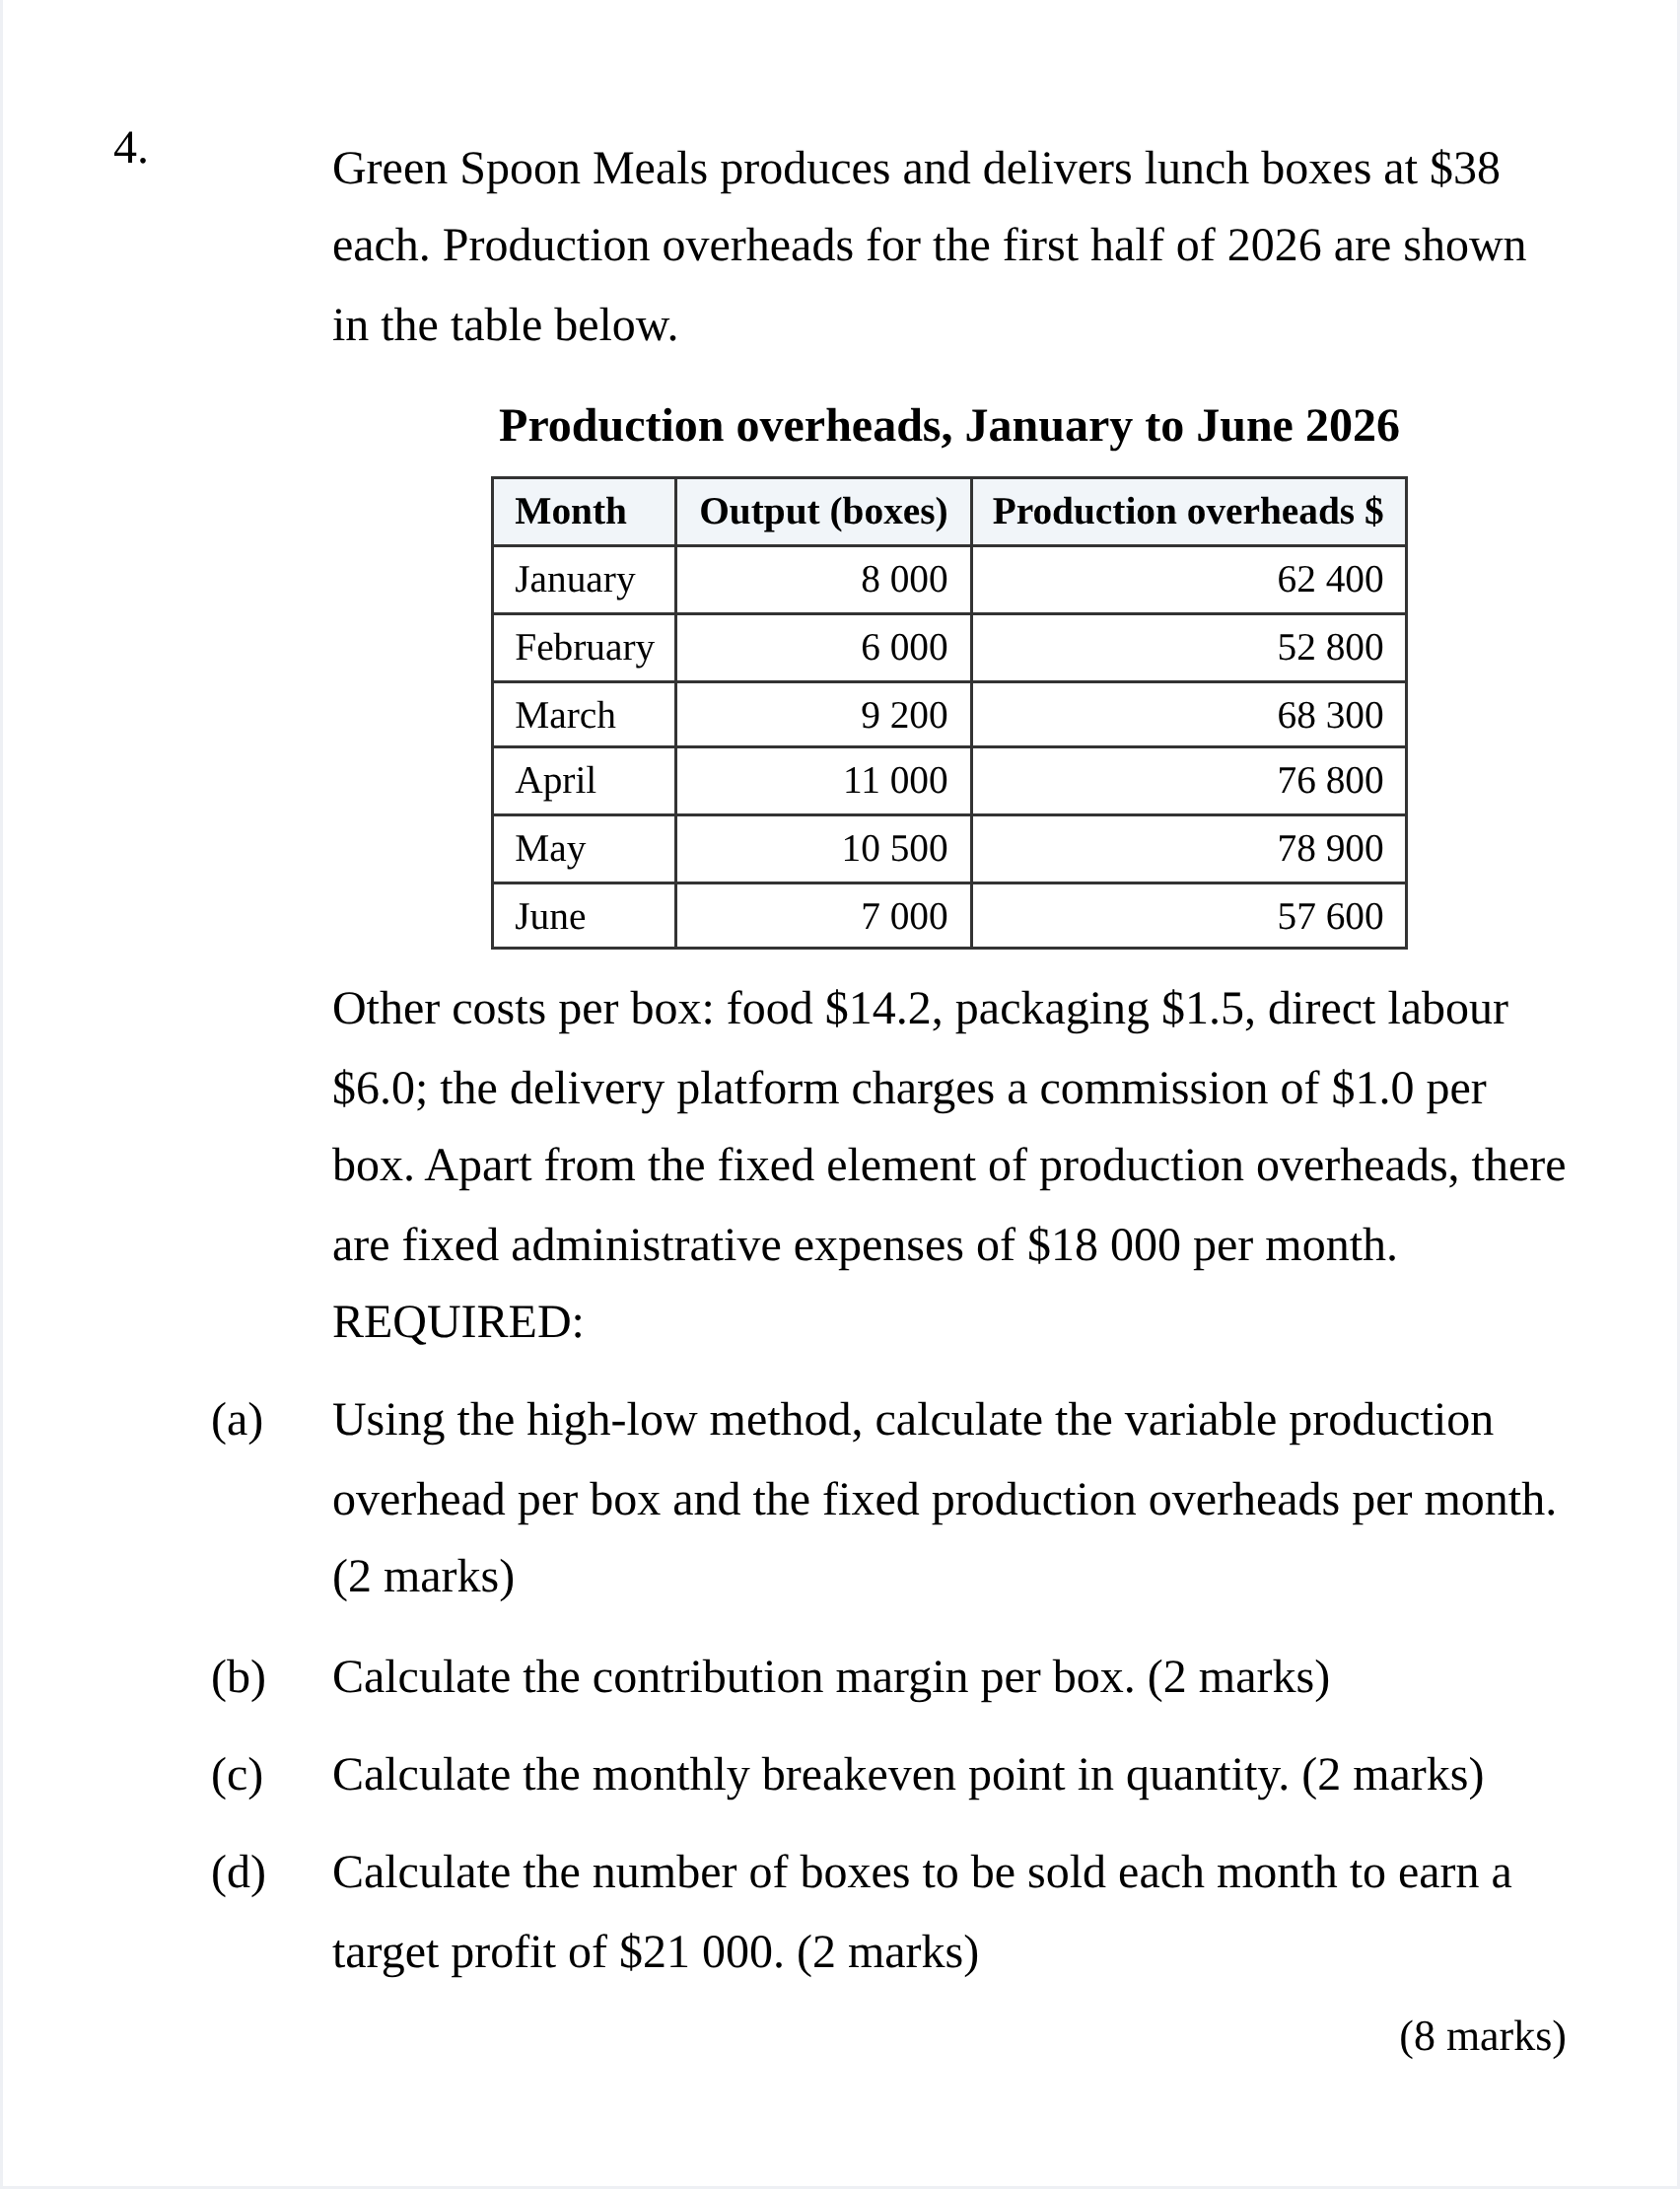 4.
Green Spoon Meals produces and delivers lunch boxes at $38
each. Production overheads for the first half of 2026 are shown
in the table below.
Production overheads, January to June 2026
Month Output (boxes) Production overheads $
January 8 000 62 400
February 6 000 52 800
March 9 200 68 300
April 11 000 76 800
May 10 500 78 900
June 7 000 57 600
Other costs per box: food $14.2, packaging $1.5, direct labour
$6.0; the delivery platform charges a commission of $1.0 per
box. Apart from the fixed element of production overheads, there
are fixed administrative expenses of $18 000 per month.
REQUIRED:
(a) Using the high-low method, calculate the variable production
overhead per box and the fixed production overheads per month.
(2 marks)
(b) Calculate the contribution margin per box. (2 marks)
(c) Calculate the monthly breakeven point in quantity. (2 marks)
(d) Calculate the number of boxes to be sold each month to earn a
target profit of $21 000. (2 marks)
(8 marks)